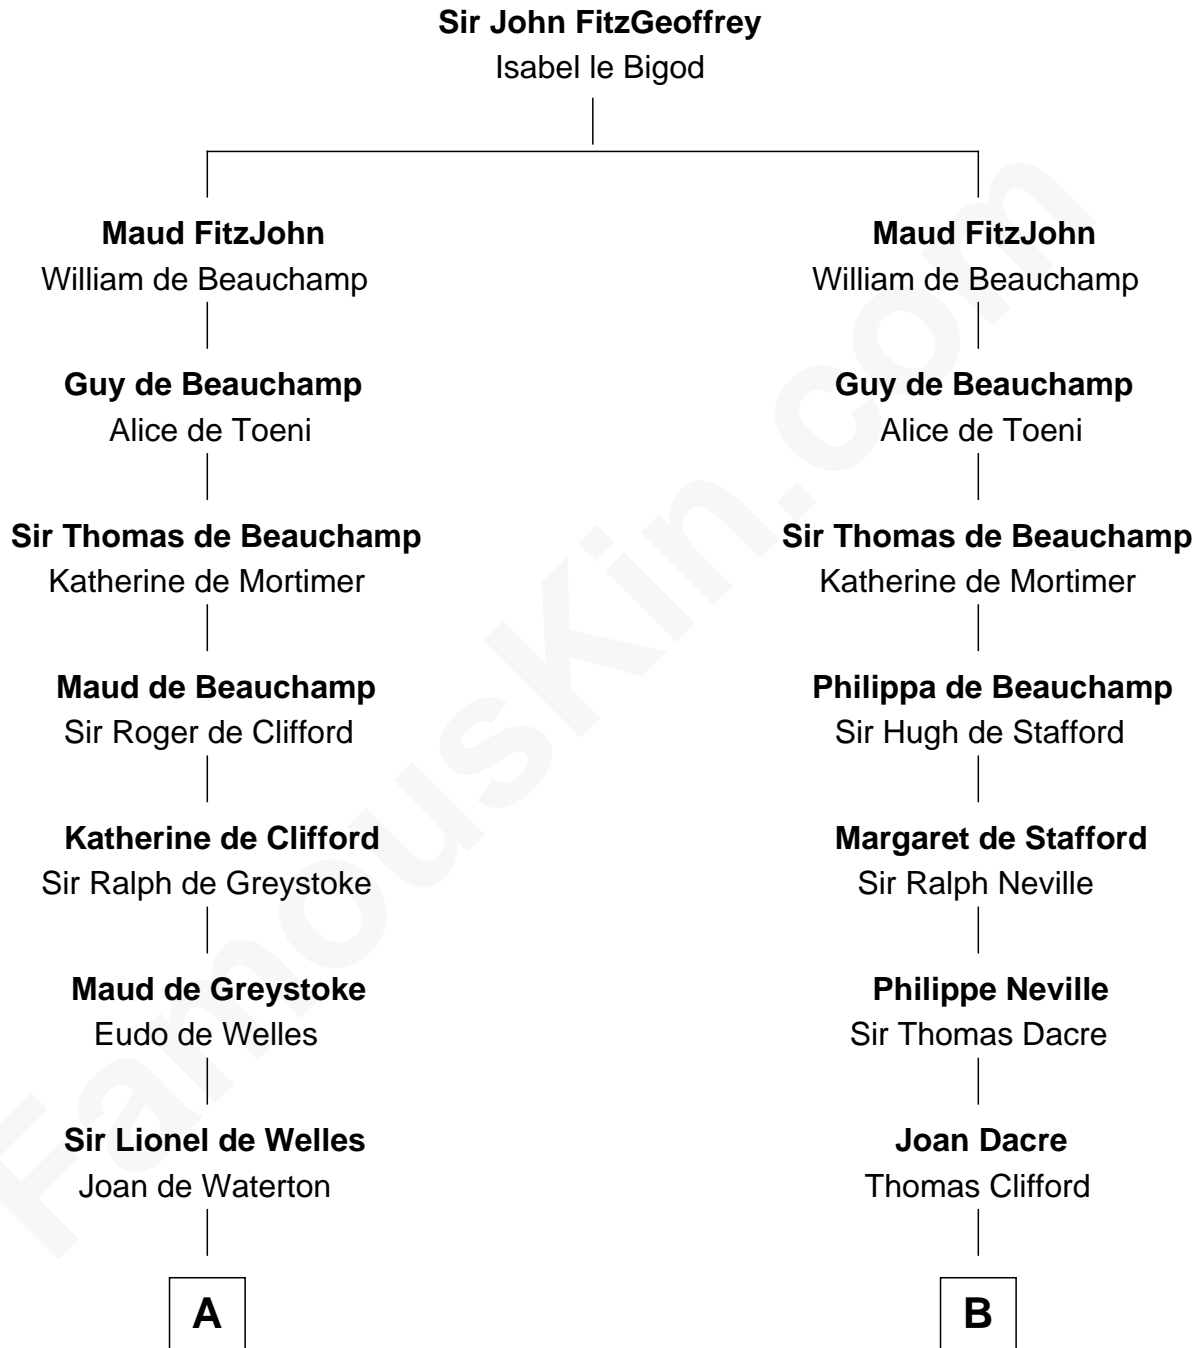 Sir John FitzGeoffrey
Isabel le Bigod
Maud FitzJohn
William de Beauchamp
Guy de Beauchamp
Alice de Toeni
Sir Thomas de Beauchamp
Katherine de Mortimer
Maud de Beauchamp
Sir Roger de Clifford
Katherine de Clifford
Sir Ralph de Greystoke
Maud de Greystoke
Eudo de Welles
Sir Lionel de Welles
Joan de Waterton
A
Maud FitzJohn
William de Beauchamp
Guy de Beauchamp
Alice de Toeni
Sir Thomas de Beauchamp
Katherine de Mortimer
Philippa de Beauchamp
Sir Hugh de Stafford
Margaret de Stafford
Sir Ralph Neville
Philippe Neville
Sir Thomas Dacre
Joan Dacre
Thomas Clifford
B
FamousKin.com